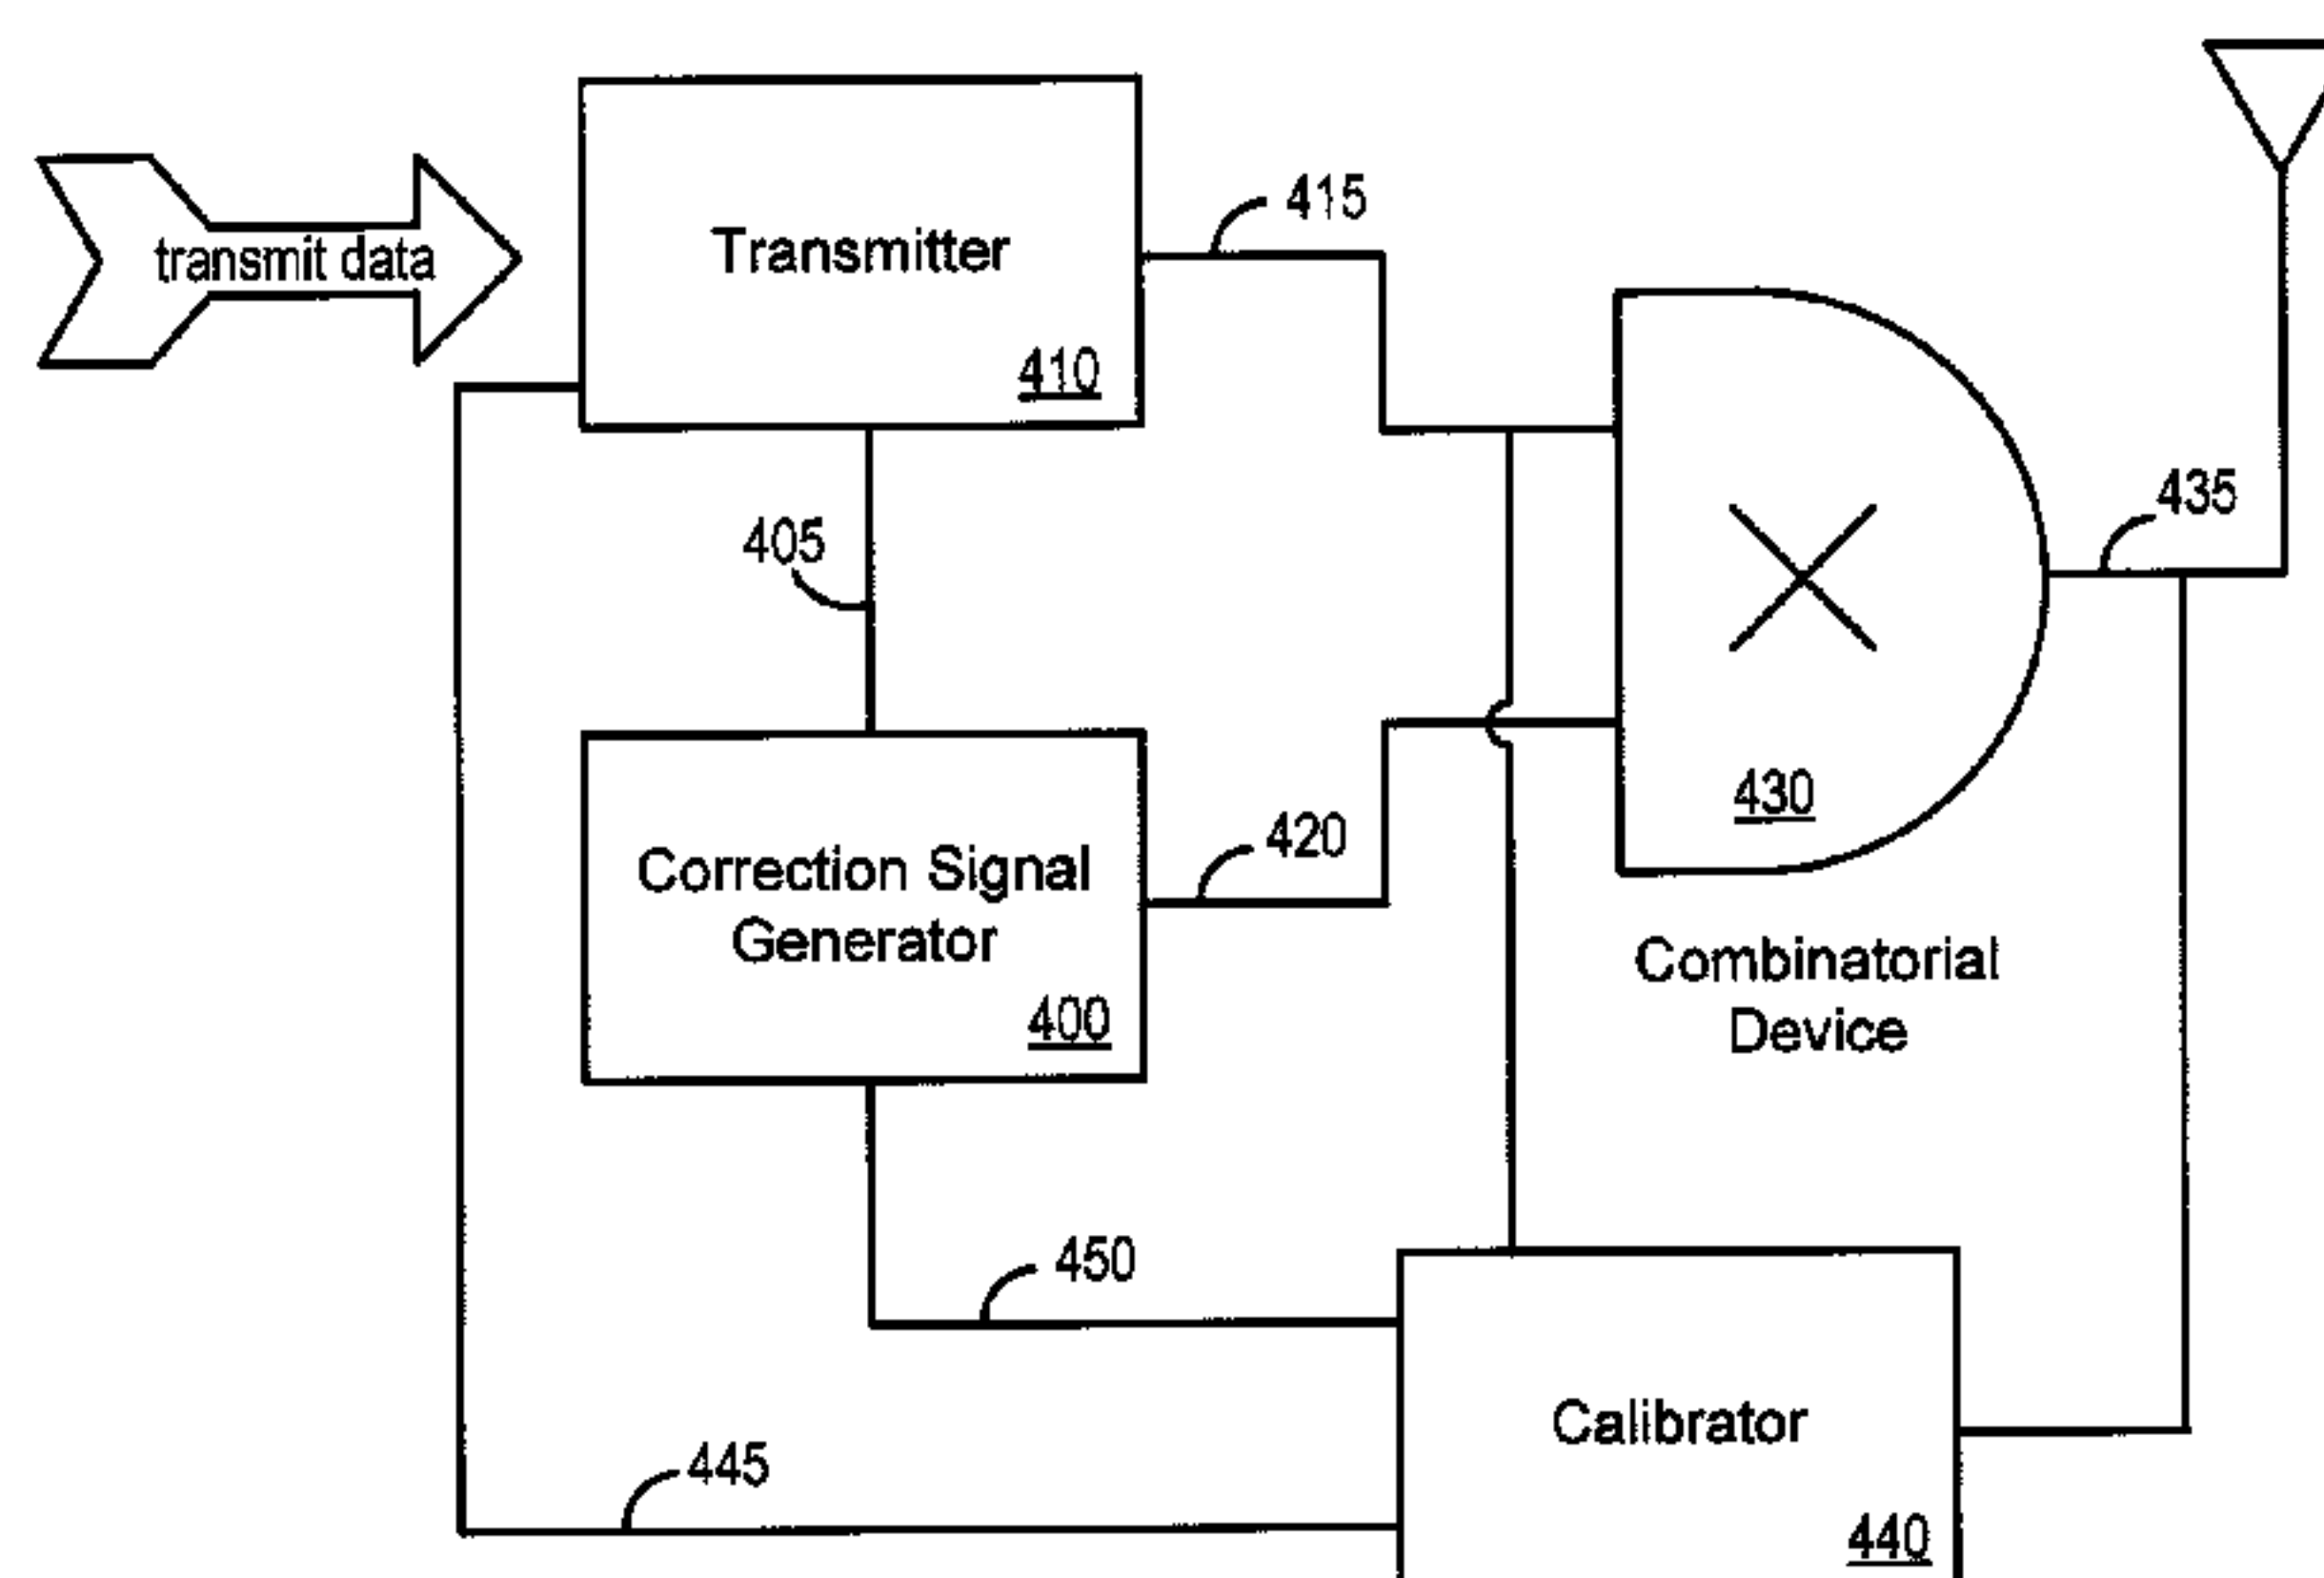 transmit data
Transmitter
410
415
405
435
430
Correction Signal
Generator
400
420
Combinatorial
Device
450
Calibrator
440
445